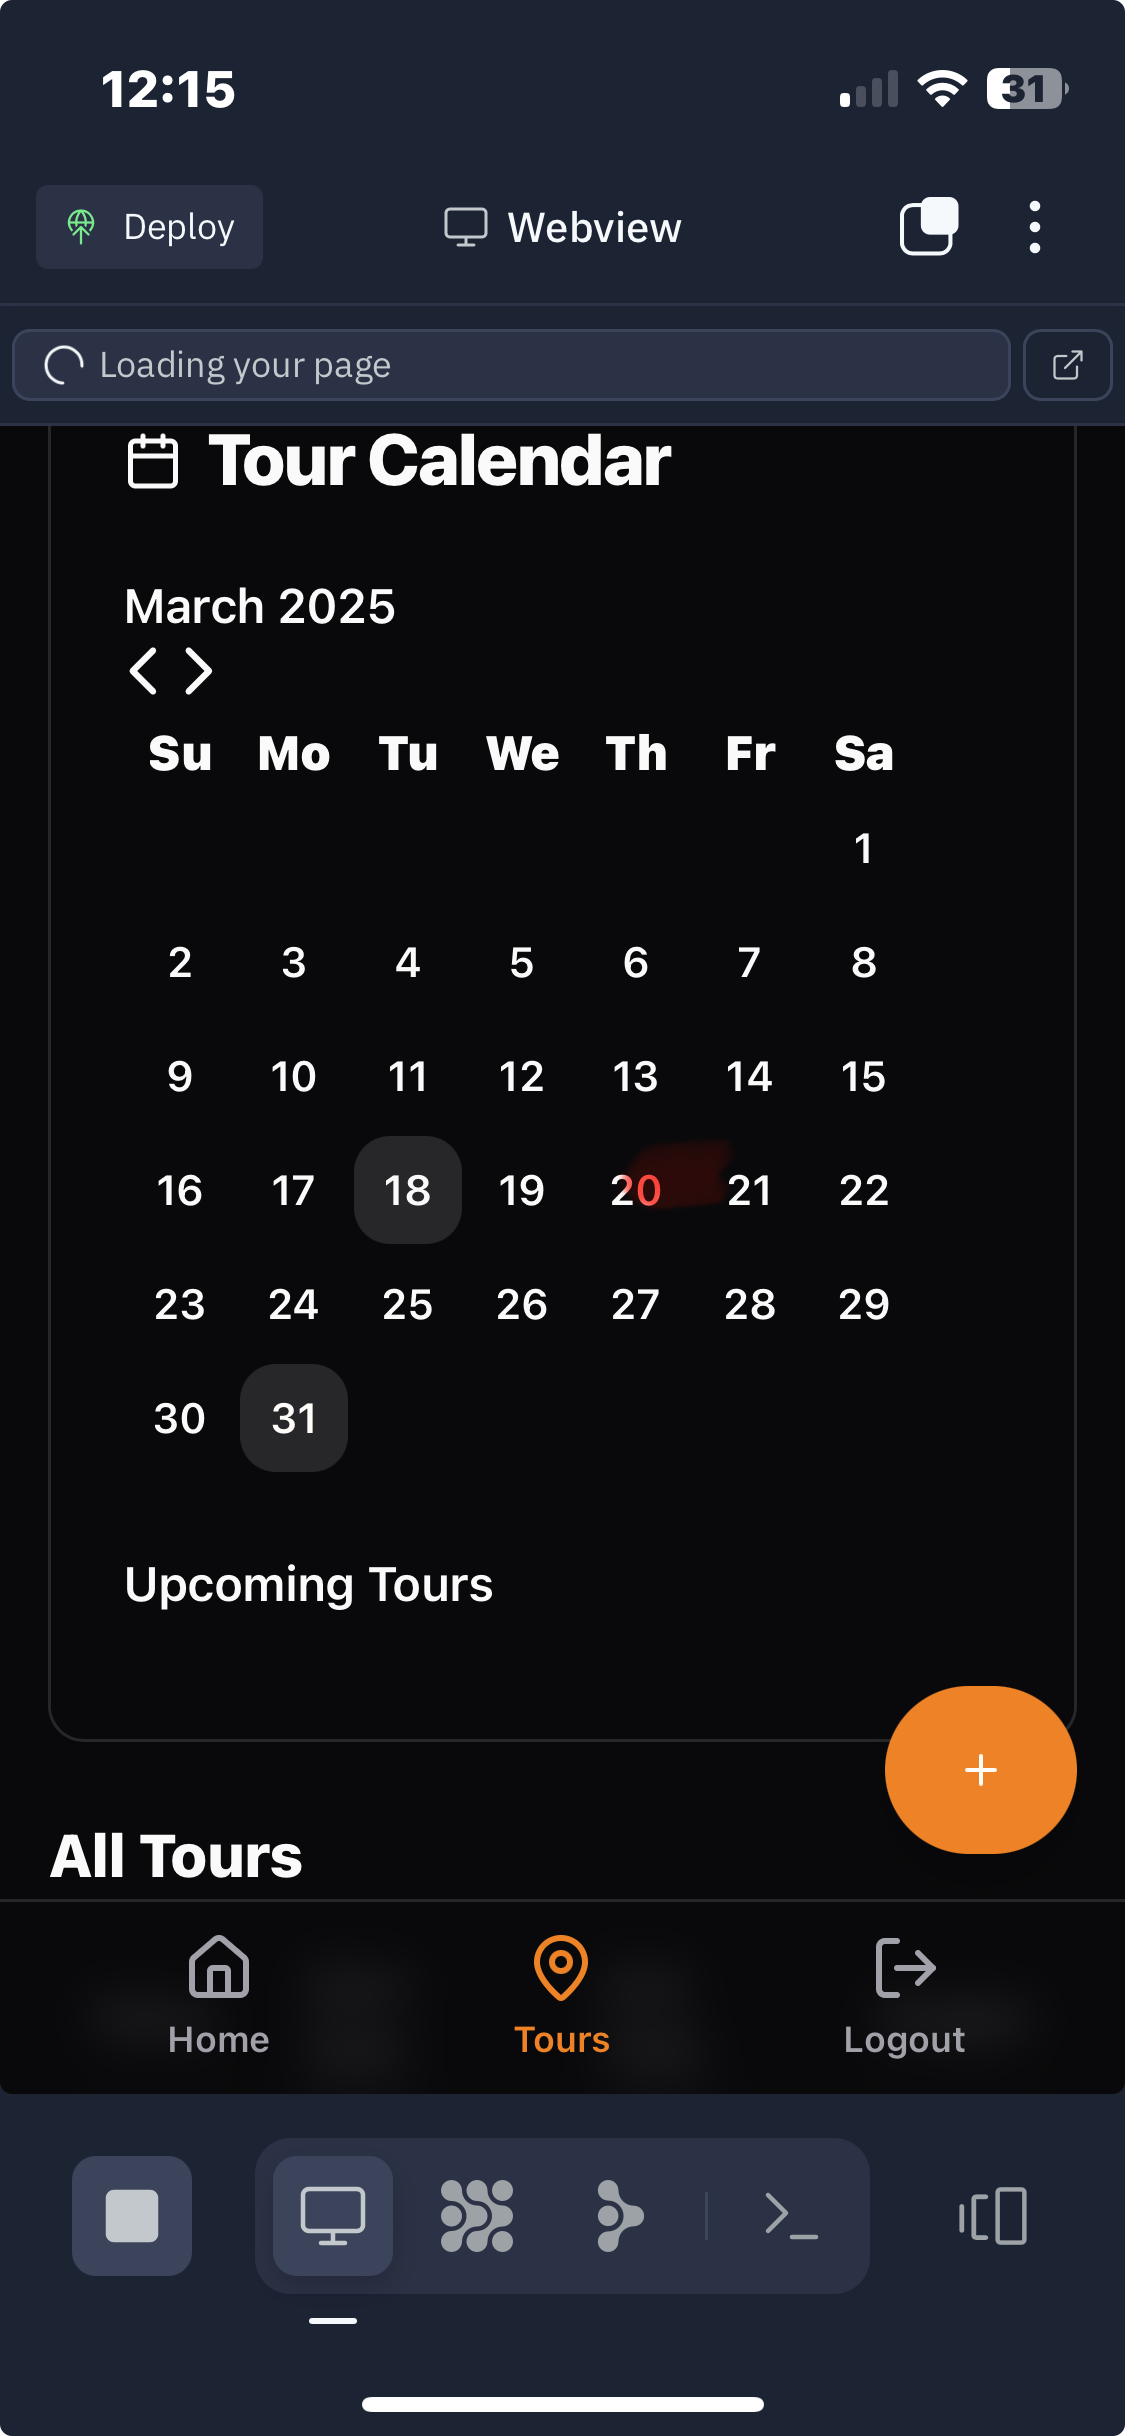 12:15
31
Deploy
Webview
Loading your page
Tour Calendar
March 2025
Su Mo Tu We Th Fr Sa
1
2 3 4 5 6 7 8
9 10 11 12 13 14 15
16 17 18 19 20 21 22
23 24 25 26 27 28 29
30 31
Upcoming Tours
+
All Tours
Home Tours Logout